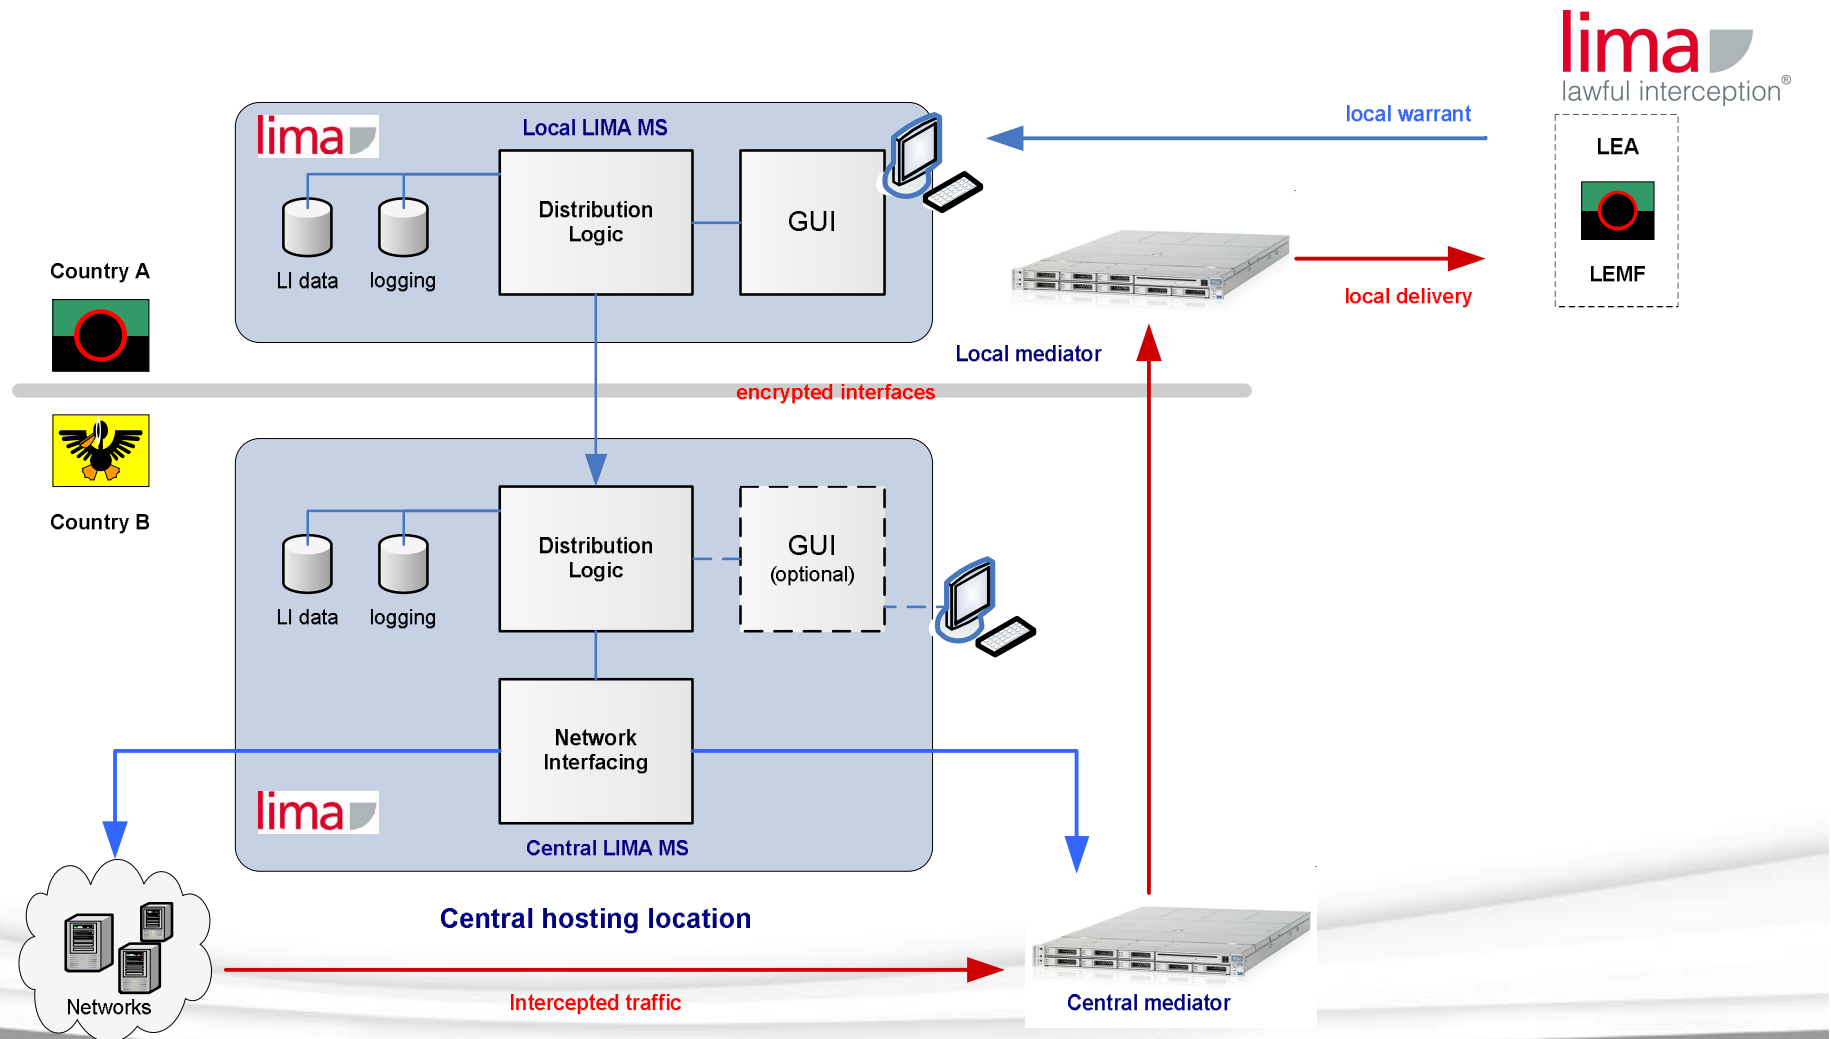 lima
lawful interception®
lima
Local LIMA MS
local warrant
LEA
Distribution
Logic
GUI
LI data
logging
LEMF
local delivery
Country A
Local mediator
encrypted interfaces
Country B
Distribution
Logic
GUI
(optional)
LI data
logging
Network
Interfacing
lima
Central LIMA MS
Central hosting location
Networks
Intercepted traffic
Central mediator